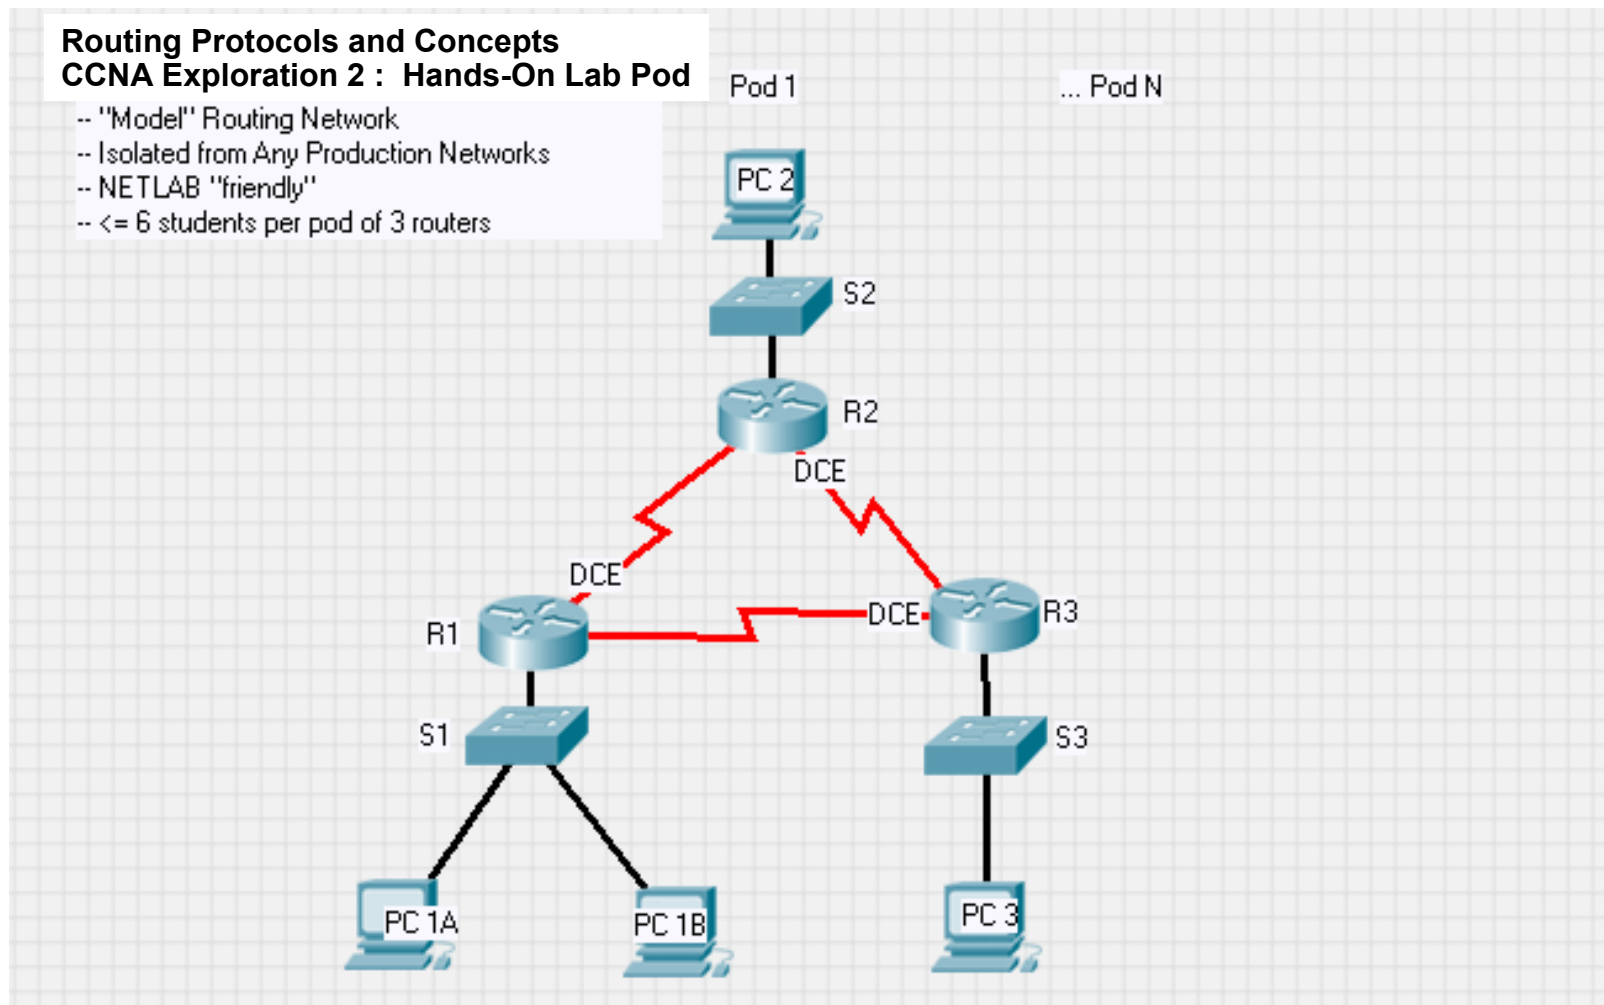 Routing Protocols and Concepts
CCNA Exploration 2 :  Hands-On Lab Pod
-- "Model" Routing Network
-- Isolated from Any Production Networks
-- NETLAB "friendly"
-- <= 6 students per pod of 3 routers
Pod 1
... Pod N
PC 2
S2
R2
DCE
DCE
R1
DCE
R3
S1
S3
PC 1A
PC 1B
PC 3